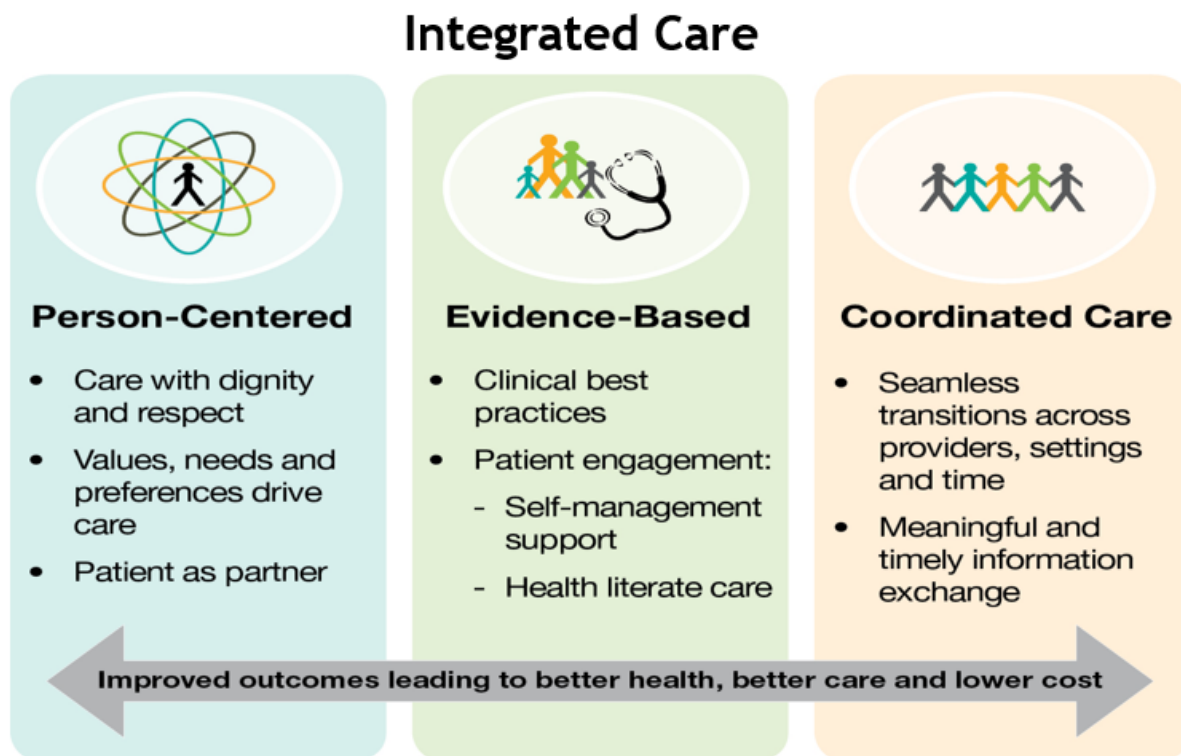 Integrated Care
Person-Centered
• Care with dignity
and respect
• Values, needs and
preferences drive
care
• Patient as partner
Evidence-Based
• Clinical best
practices
• Patient engagement:
- Self-management
support
- Health literate care
Coordinated Care
• Seamless
transitions across
providers, settings
and time
• Meaningful and
timely information
exchange
Improved outcomes leading to better health, better care and lower cost